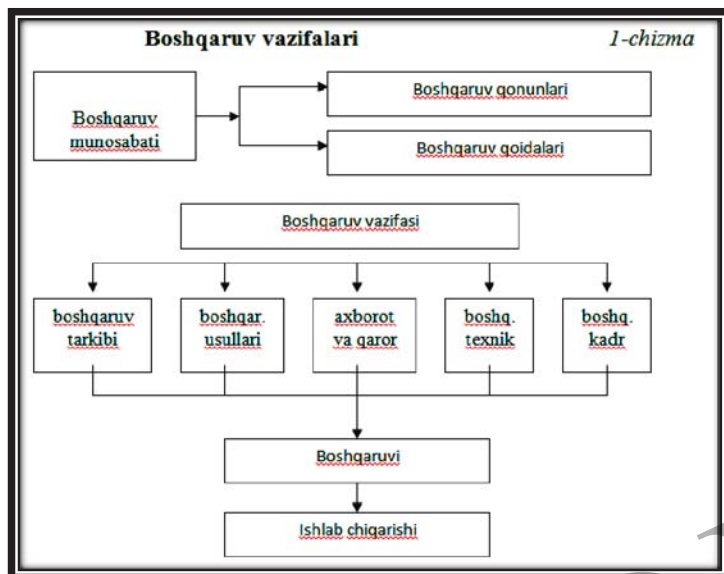 Boshqaruv vazifalari 1-chizma
Boshqaruv
munosabati
Boshqaruv qonunlari
Boshqaruv qoidalari
Boshqaruv vazifasi
boshqaruv
tarkibi
boshqar.
usullari
axborot
va qaror
boshq.
texnik
boshq.
kadr
Boshqaruvi
Ishlab chiqarishi